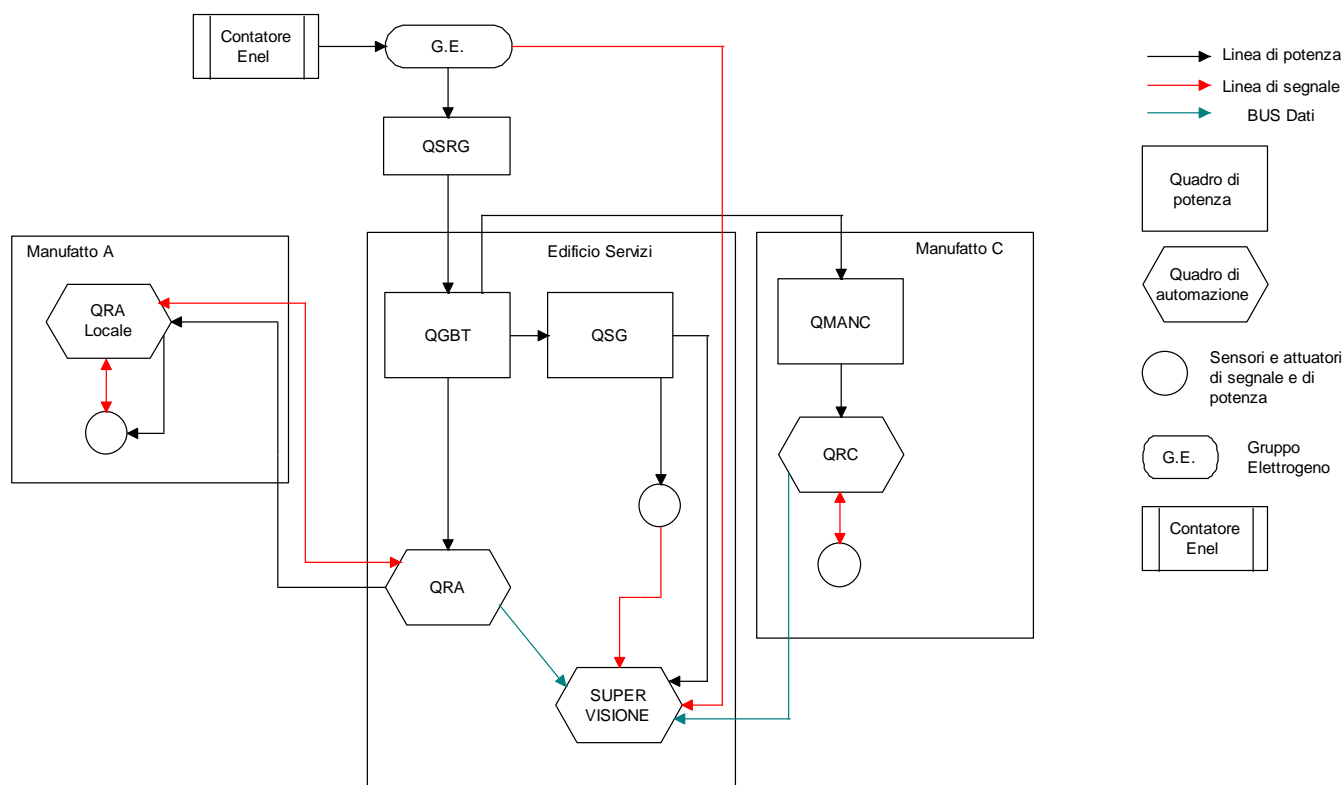 Contatore
Enel
G.E.
Linea di potenza
Linea di segnale
BUS Dati
QSRG
Quadro di
potenza
Manufatto A
Edificio Servizi
Manufatto C
QRA
Locale
QGBT
QSG
QMANC
Quadro di
automazione
Sensori e attuatori
di segnale e di
potenza
QRC
G.E.
Gruppo
Elettrogeno
Contatore
Enel
QRA
SUPER
VISIONE